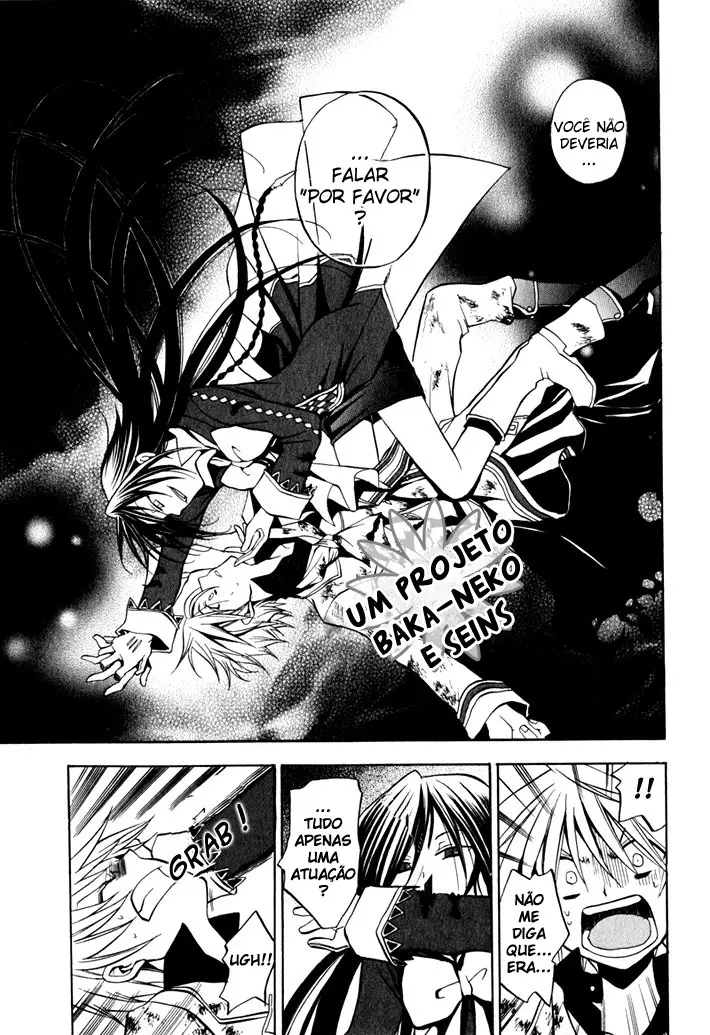 VOCÊ NÃO
DEVERIA
...
...
FALAR
"POR FAVOR"
?
UM PROJETO
BAKA-NEKO
E SEINS
!!
NÃO
ME
DIGA
QUE...
ERA...
...
TUDO
APENAS
UMA
ATUAÇÃO
?
GRAB!
UGH!!